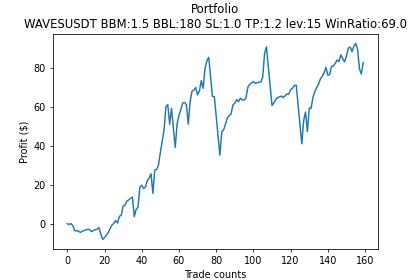 Portfolio
WAVESUSDT BBM:1.5 BBL:180 SL:1.0 TP:1.2 lev:15 WinRatio:69.0
Profit ($)
80
60
40
20
0
0 20 40 60 80 100 120 140 160
Trade counts